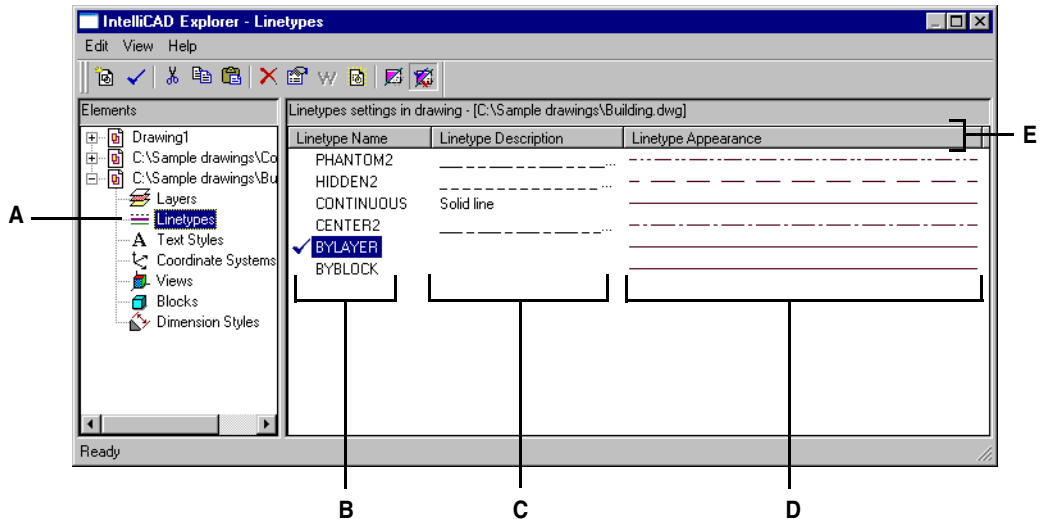 IntelliCAD Explorer - Linetypes
Edit View Help
Elements
Linetypes settings in drawing - [C:\Sample drawings\Building.dwg]
Linetype Name Linetype Description Linetype Appearance
E
Drawing1
C:\Sample drawings\Co
C:\Sample drawings\Bu
Layers
A
Linetypes
Text Styles
Coordinate Systems
Views
Blocks
Dimension Styles
PHANTOM2
HIDDEN2
CONTINUOUS Solid line
CENTER2
BYLAYER
BYBLOCK
Ready
B C D